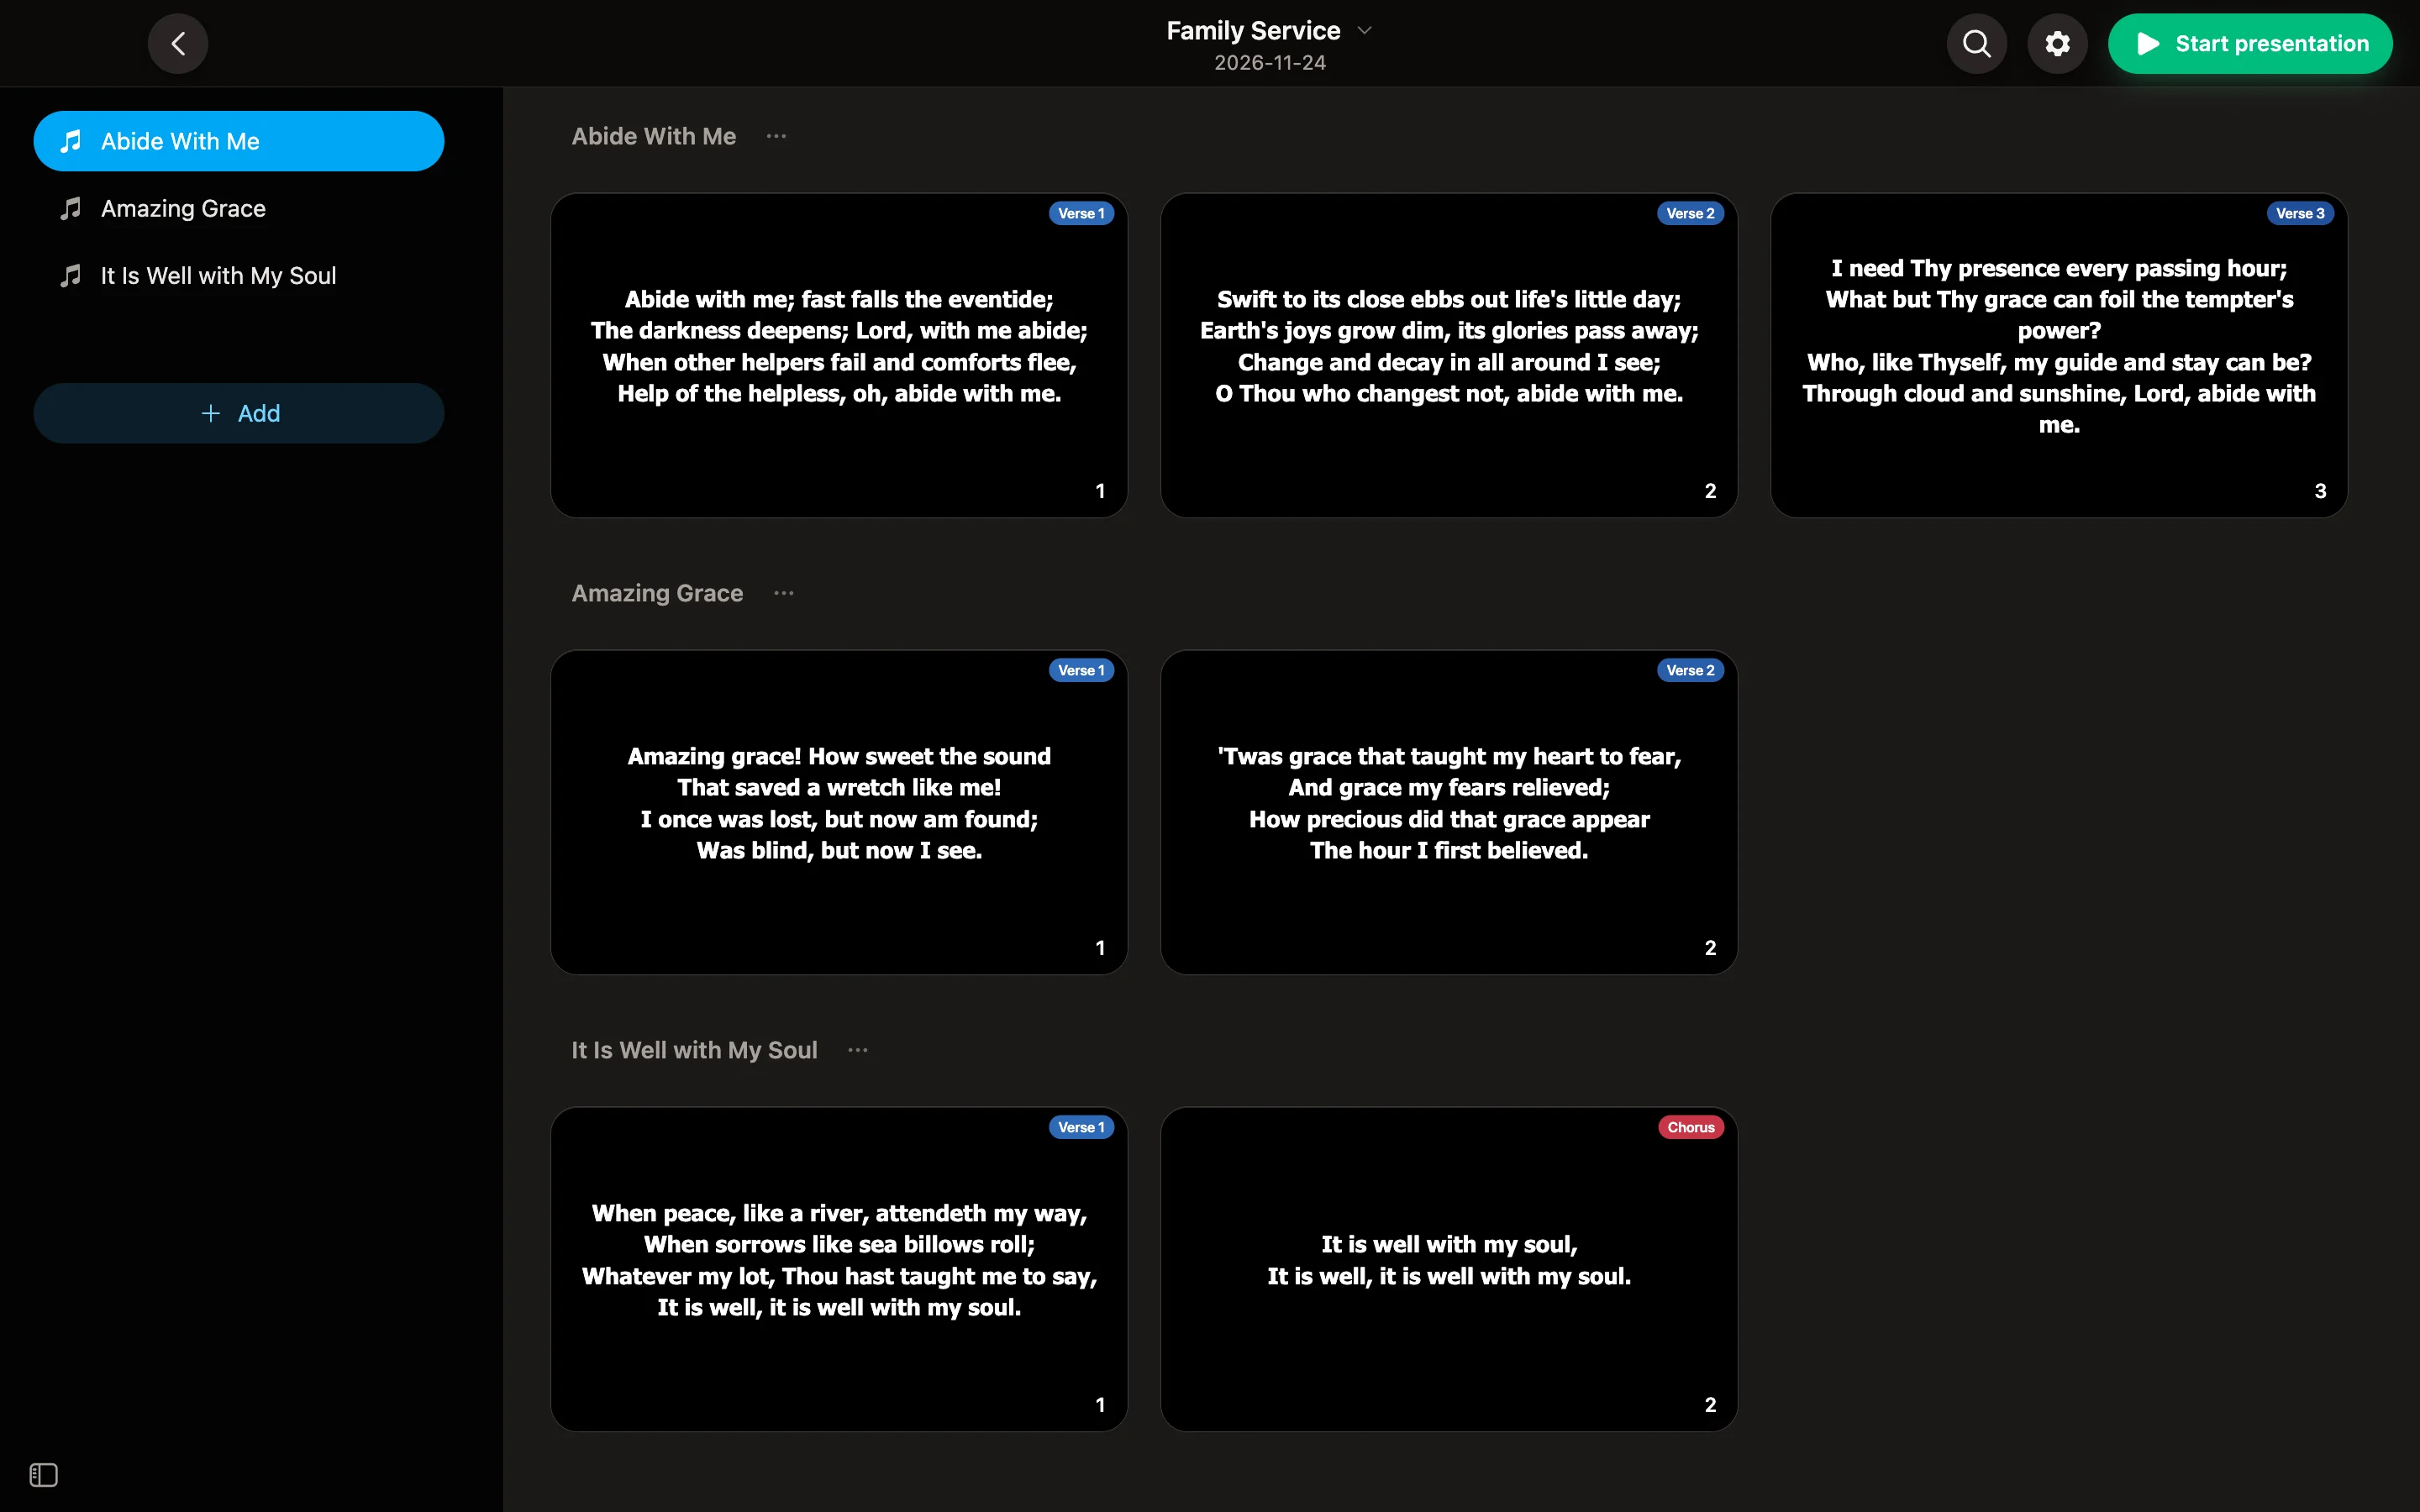 Family Service
2026-11-24
Start presentation
Abide With Me
Amazing Grace
It Is Well with My Soul
Add
Abide With Me
Verse 1
Abide with me; fast falls the eventide;
The darkness deepens; Lord, with me abide;
When other helpers fail and comforts flee,
Help of the helpless, oh, abide with me.
1
Verse 2
Swift to its close ebbs out life's little day;
Earth's joys grow dim, its glories pass away;
Change and decay in all around I see;
O Thou who changest not, abide with me.
2
Verse 3
I need Thy presence every passing hour;
What but Thy grace can foil the tempter's
power?
Who, like Thyself, my guide and stay can be?
Through cloud and sunshine, Lord, abide with
me.
3
Amazing Grace
Verse 1
Amazing grace! How sweet the sound
That saved a wretch like me!
I once was lost, but now am found;
Was blind, but now I see.
1
Verse 2
'Twas grace that taught my heart to fear,
And grace my fears relieved;
How precious did that grace appear
The hour I first believed.
2
It Is Well with My Soul
Verse 1
When peace, like a river, attendeth my way,
When sorrows like sea billows roll;
Whatever my lot, Thou hast taught me to say,
It is well, it is well with my soul.
1
Chorus
It is well with my soul,
It is well, it is well with my soul.
2